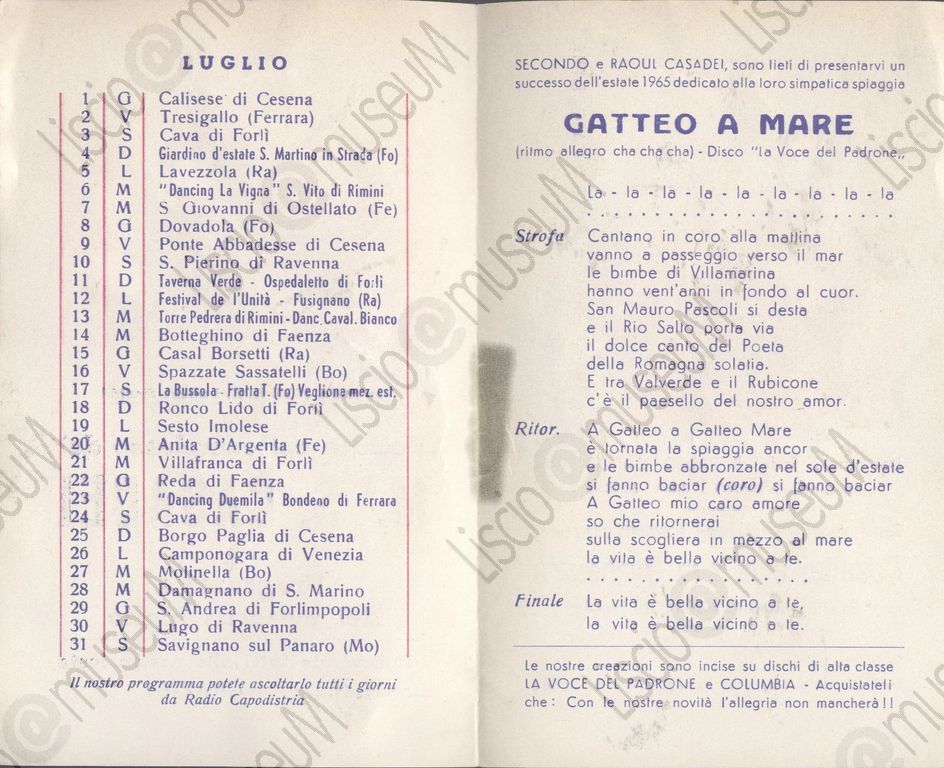 LUGLIO
1 G Calisese di Cesena
2 V Tresigallo (Ferrara)
3 S Cava di Forlì
4 D Giardino d'estate S. Martino in Strada (Fo)
5 L Lavezzola (Ra)
6 M "Dancing La Vigna" S. Vito di Rimini
7 M S Giovanni di Ostellato (Fe)
8 G Dovadola (Fo)
9 V Ponte Abbadesse di Cesena
10 S S. Pierino di Ravenna
11 D Taverna Verde - Ospedaletto di Forlì
12 L Festival de l'Unità - Fusignano (Ra)
13 M Torre Pedrera di Rimini - Danc. Caval. Bianco
14 M Botteghino di Faenza
15 G Casal Borsetti (Ra)
16 V Spazzate Sassatelli (Bo)
17 S La Bussola - Fratta T. (Fo) Veglione mez. est.
18 D Ronco Lido di Forlì
19 L Sesto Imolese
20 M Anita D'Argenta (Fe)
21 M Villafranca di Forlì
22 G Reda di Faenza
23 V "Dancing Duemila" Bondeno di Ferrara
24 S Cava di Forlì
25 D Borgo Paglia di Cesena
26 L Camponogara di Venezia
27 M Molinella (Bo)
28 M Damagnano di S. Marino
29 G S. Andrea di Forlimpopoli
30 V Lugo di Ravenna
31 S Savignano sul Panaro (Mo)
Il nostro programma potete ascoltarlo tutti i giorni
da Radio Capodistria
SECONDO e RAOUL CASADEI, sono lieti di presentarvi un
successo dell'estate 1965 dedicato alla loro simpatica spiaggia
GATTEO A MARE
(ritmo allegro cha cha cha) - Disco "la Voce del Padrone„
La - la - la - la - la - la - la - la - la
Strofa Cantano in coro alla mattina
vanno a passeggio verso il mar
le bimbe di Villamarina
hanno vent'anni in fondo al cuor.
San Mauro Pascoli si desta
e il Rio Salto porta via
il dolce canto del Poeta
della Romagna solatia.
E tra Valverde e il Rubicone
c'è il paesello del nostro amor.
Ritor. A Gatteo a Gatteo Mare
è tornata la spiaggia ancor
e le bimbe abbronzate nel sole d'estate
si fanno baciar (coro) si fanno baciar
A Gatteo mio caro amore
so che ritornerai
sulla scogliera in mezzo al mare
la vita è bella vicino a te.
Finale La vita è bella vicino a te,
la vita è bella vicino a te.
Le nostre creazioni sono incise su dischi di alta classe
LA VOCE DEL PADRONE e COLUMBIA - Acquistateli
che: Con le nostre novità l'allegria non mancherà!!
Liscio@museuM